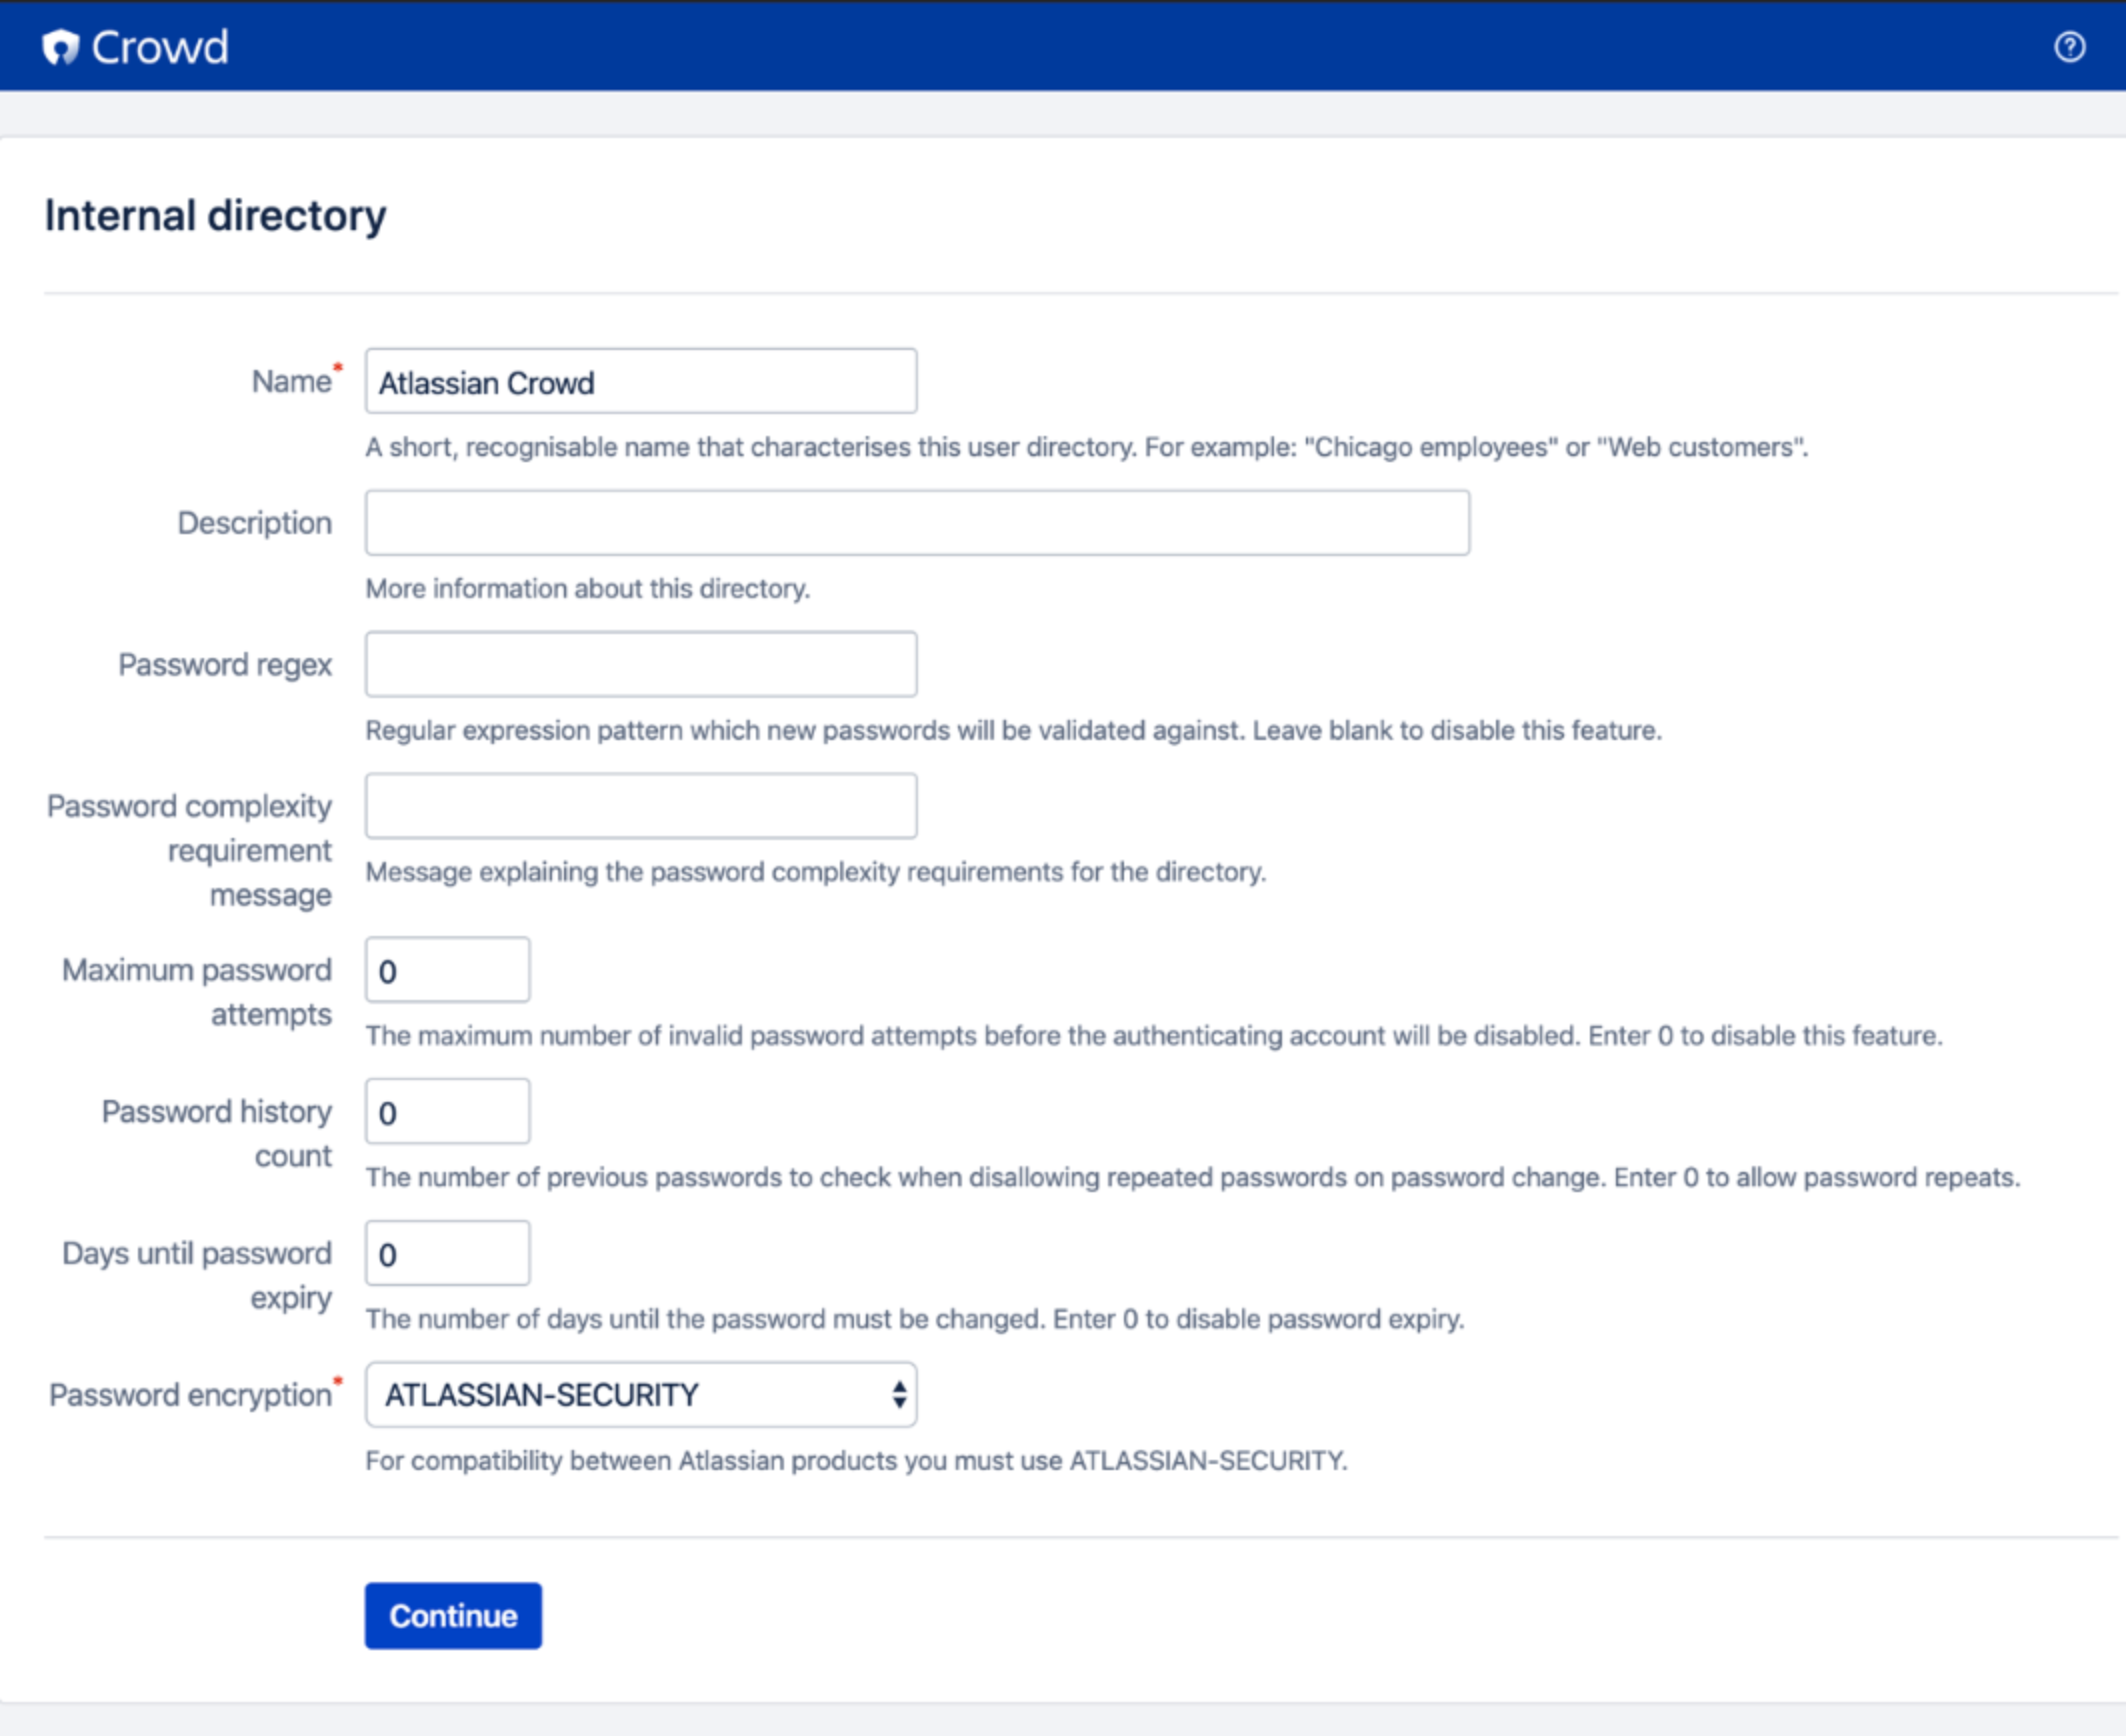 Crowd
Internal directory
Name*
Atlassian Crowd
A short, recognisable name that characterises this user directory. For example: "Chicago employees" or "Web customers".
Description
More information about this directory.
Password regex
Regular expression pattern which new passwords will be validated against. Leave blank to disable this feature.
Password complexity
requirement
message
Message explaining the password complexity requirements for the directory.
Maximum password
attempts
0
The maximum number of invalid password attempts before the authenticating account will be disabled. Enter 0 to disable this feature.
Password history
count
0
The number of previous passwords to check when disallowing repeated passwords on password change. Enter 0 to allow password repeats.
Days until password
expiry
0
The number of days until the password must be changed. Enter 0 to disable password expiry.
Password encryption*
ATLASSIAN-SECURITY
For compatibility between Atlassian products you must use ATLASSIAN-SECURITY.
Continue